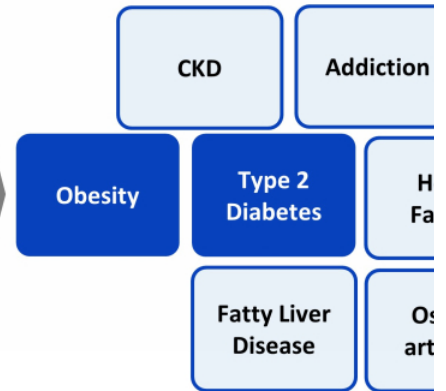 CKD
Addiction
Obesity
Type 2
Diabetes
Fatty Liver
Disease